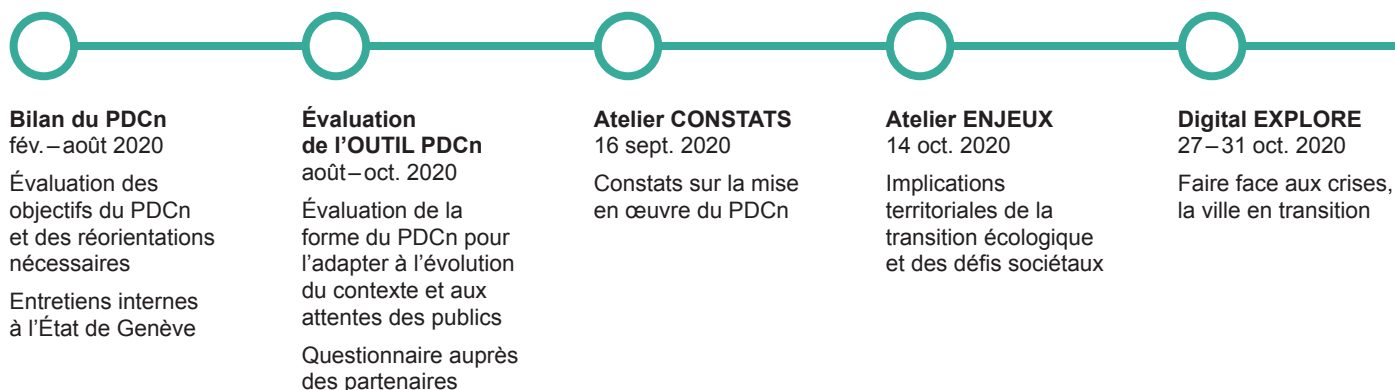 Bilan du PDCn
fév. – août 2020
Évaluation des
objectifs du PDCn
et des réorientations
nécessaires
Entretiens internes
à l’État de Genève
Évaluation
de l’OUTIL PDCn
août – oct. 2020
Évaluation de la
forme du PDCn pour
l’adapter à l’évolution
du contexte et aux
attentes des publics
Questionnaire auprès
des partenaires
Atelier CONSTATS
16 sept. 2020
Constats sur la mise
en œuvre du PDCn
Atelier ENJEUX
14 oct. 2020
Implications
territoriales de la
transition écologique
et des défis sociétaux
Digital EXPLORE
27 – 31 oct. 2020
Faire face aux crises,
la ville en transition